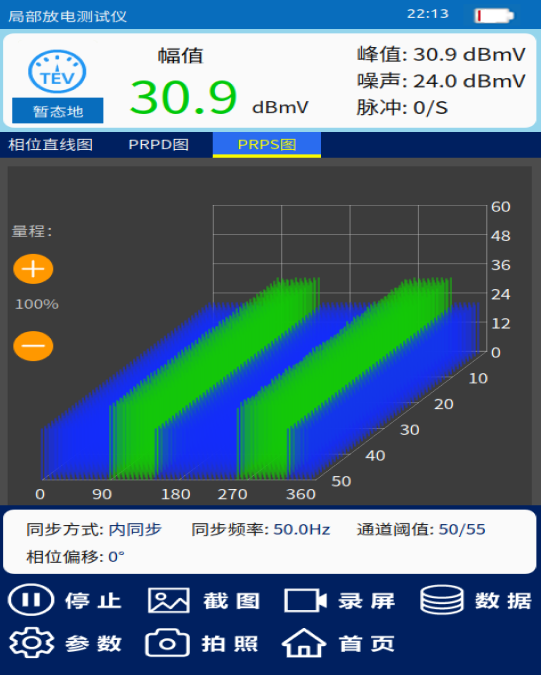 局部放电测试仪 22:13
TEV
暂态地
幅值
30.9 dBmV
峰值: 30.9 dBmV
噪声: 24.0 dBmV
脉冲: 0/S
相位直线图 PRPD图 PRPS图
量程:
+
100%
—
60
48
36
24
12
0
10
20
30
40
50
0 90 180 270 360
同步方式: 内同步 同步频率: 50.0Hz 通道阈值: 50/55
相位偏移: 0°
停止 截图 录屏 数据
参数 拍照 首页